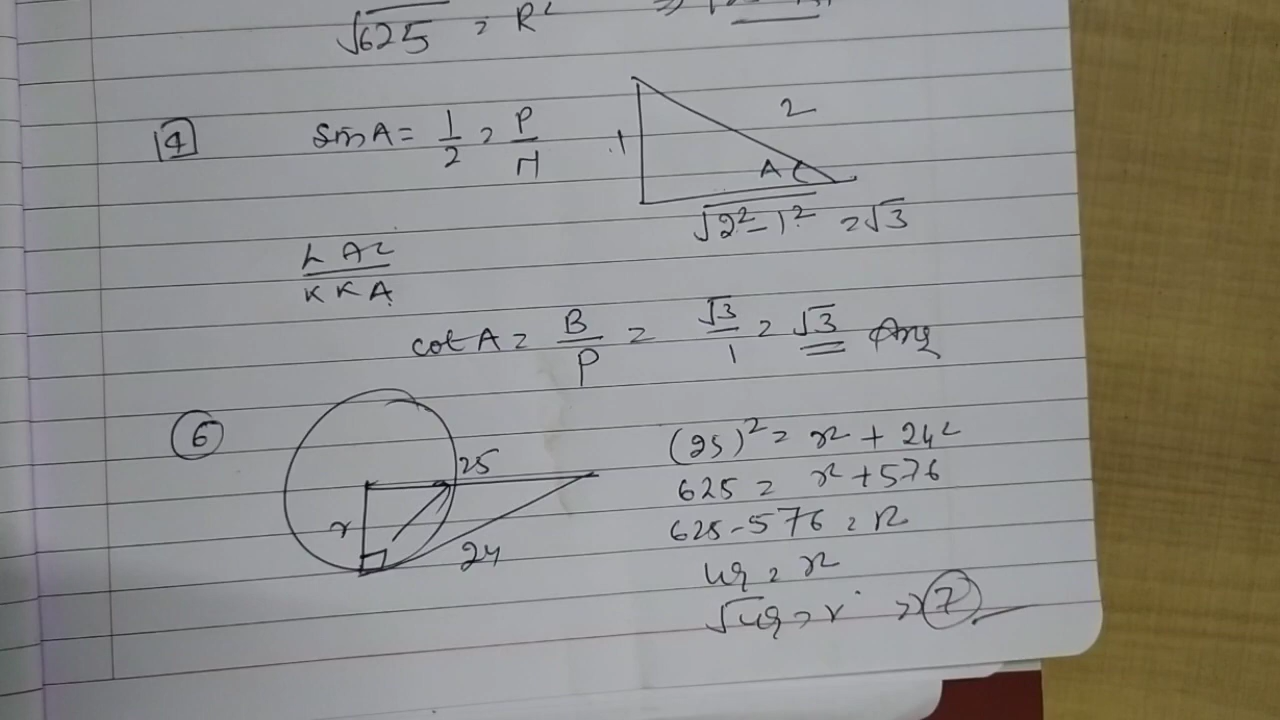 √625 = R²
4 sin A = 1/2 = P/H
1
2
A
√2²-1² = √3
L A L
K K A
cot A = B/P = √3/1 = √3 Ans
6
25
r
24
(25)² = r² + 24²
625 = r² + 576
625 - 576 = r²
49 = r²
√49 = r ⇒ 7